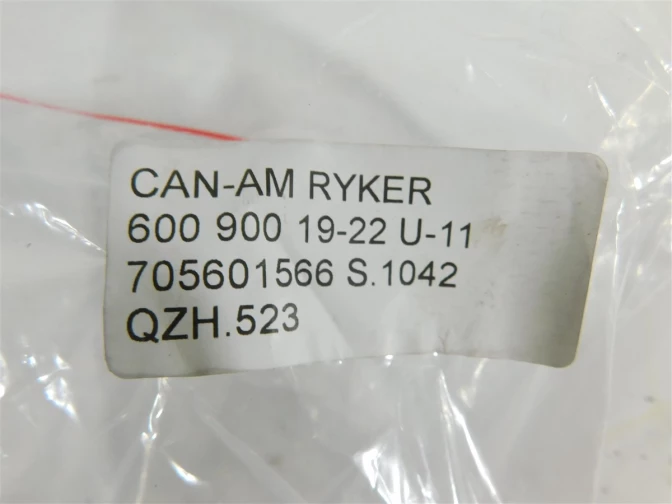 CAN-AM RYKER
600 900 19-22 U-11
705601566 S.1042
QZH.523